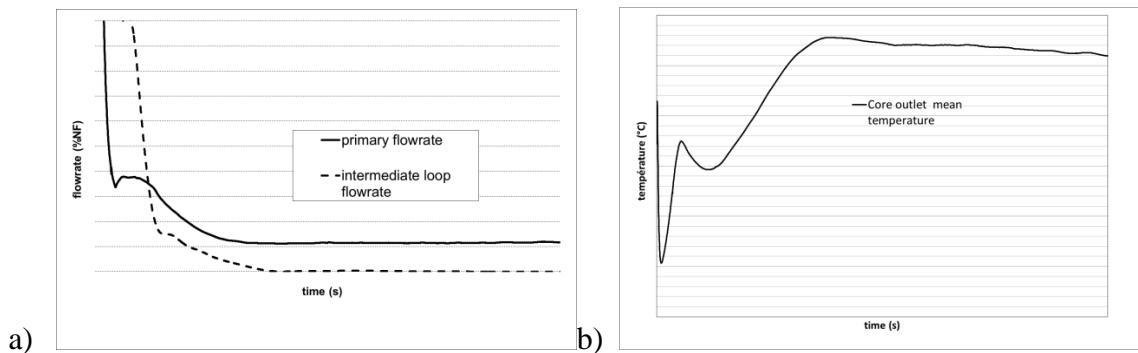 flowrate (%NF)
primary flowrate
intermediate loop
flowrate
time (s)
a)
température (°C)
Core outlet mean
temperature
time (s)
b)